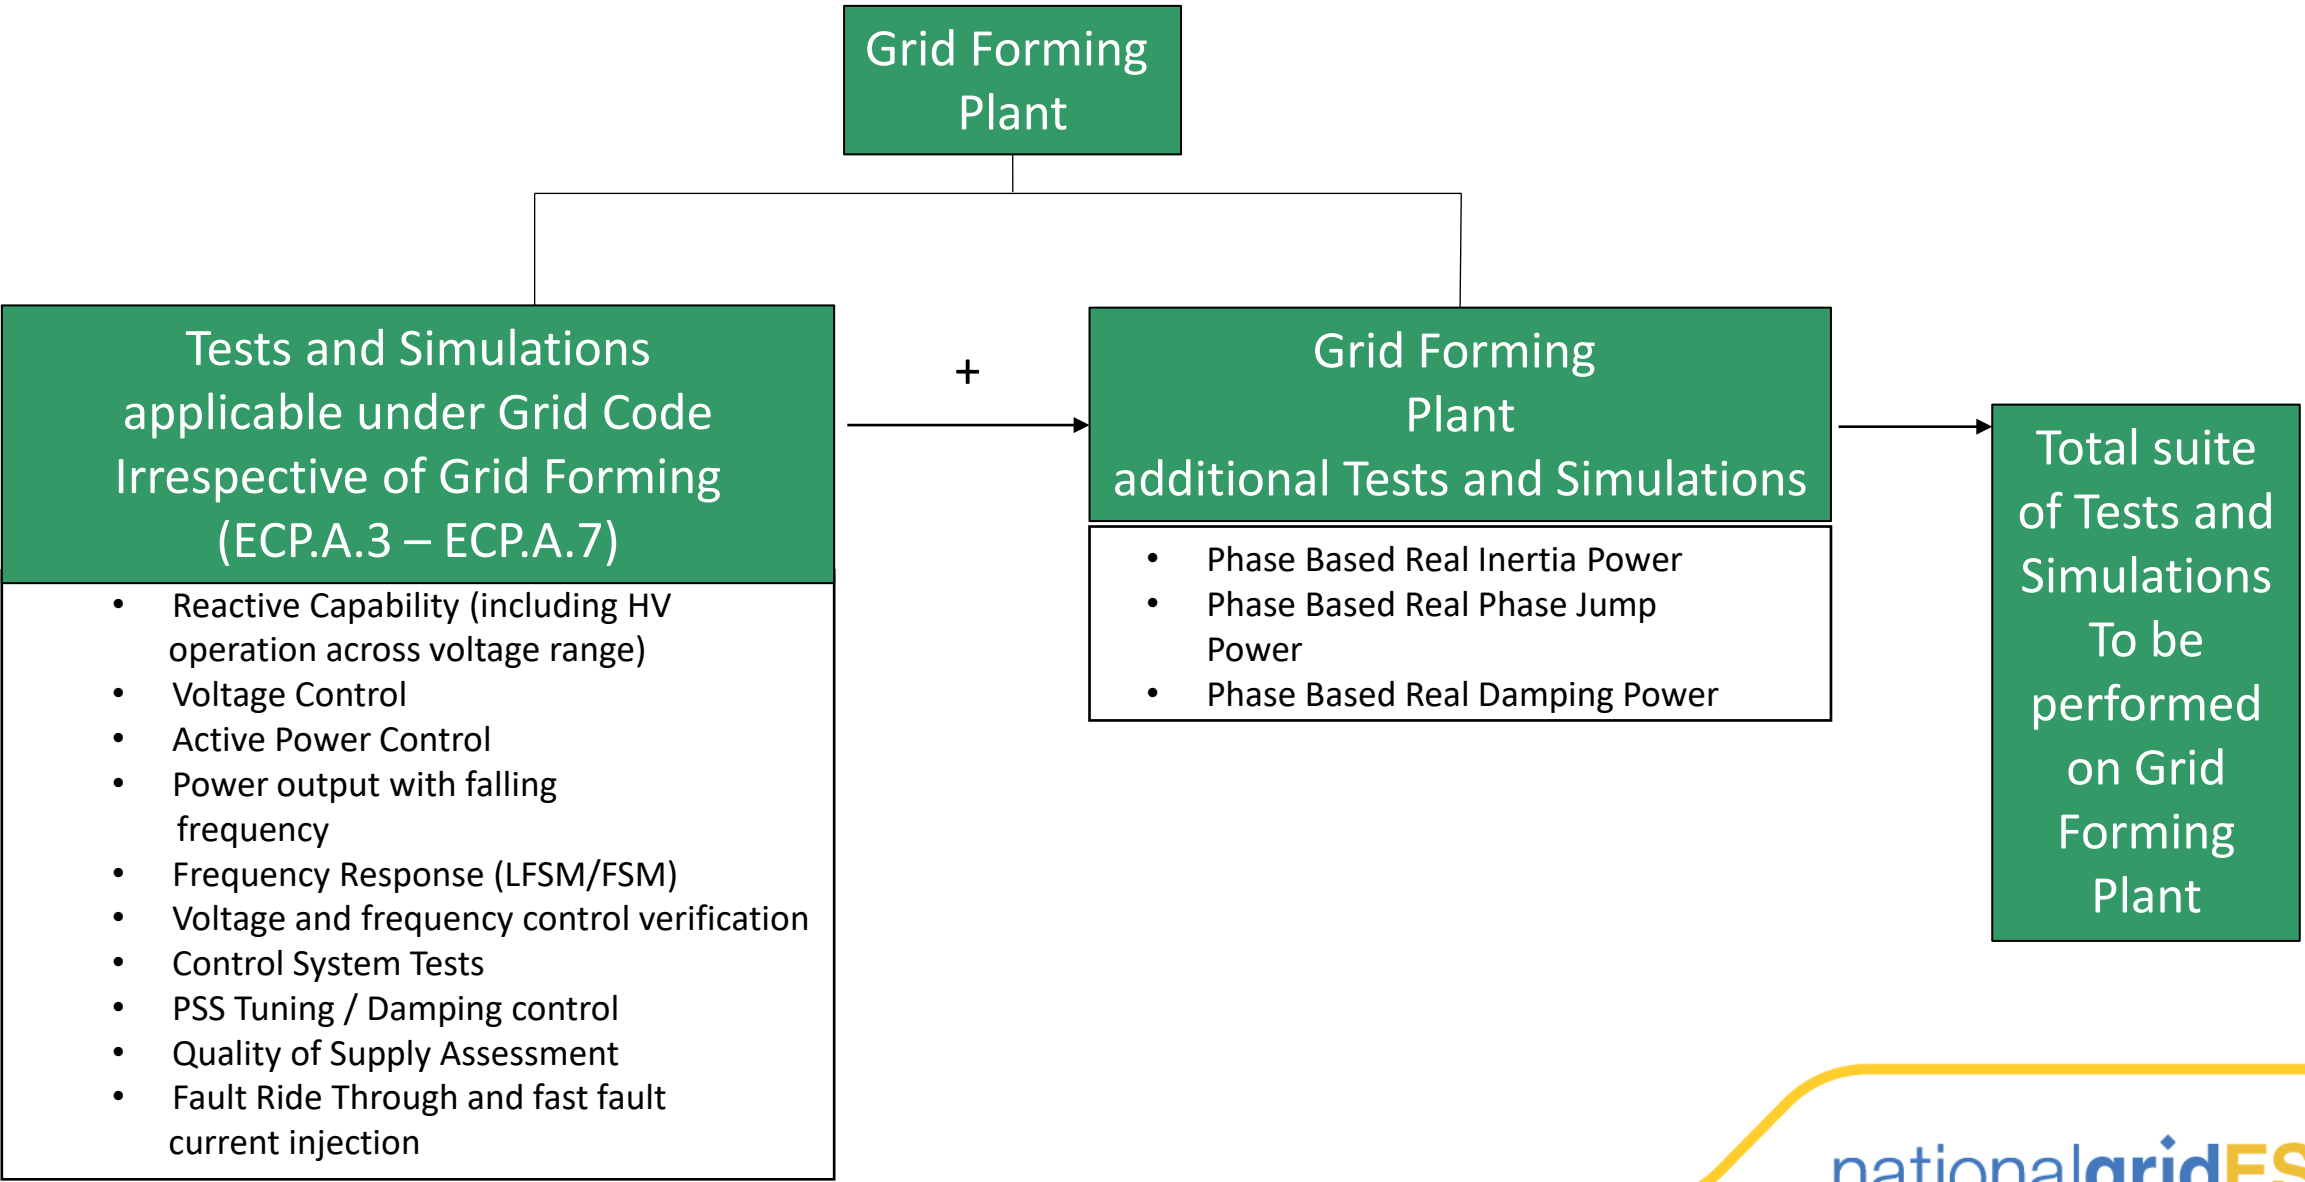 Grid Forming
Plant
Tests and Simulations
applicable under Grid Code
Irrespective of Grid Forming
(ECP.A.3 – ECP.A.7)
• Reactive Capability (including HV
operation across voltage range)
• Voltage Control
• Active Power Control
• Power output with falling
frequency
• Frequency Response (LFSM/FSM)
• Voltage and frequency control verification
• Control System Tests
• PSS Tuning / Damping control
• Quality of Supply Assessment
• Fault Ride Through and fast fault
current injection
+
Grid Forming
Plant
additional Tests and Simulations
• Phase Based Real Inertia Power
• Phase Based Real Phase Jump
Power
• Phase Based Real Damping Power
Total suite
of Tests and
Simulations
To be
performed
on Grid
Forming
Plant
nationalgridES